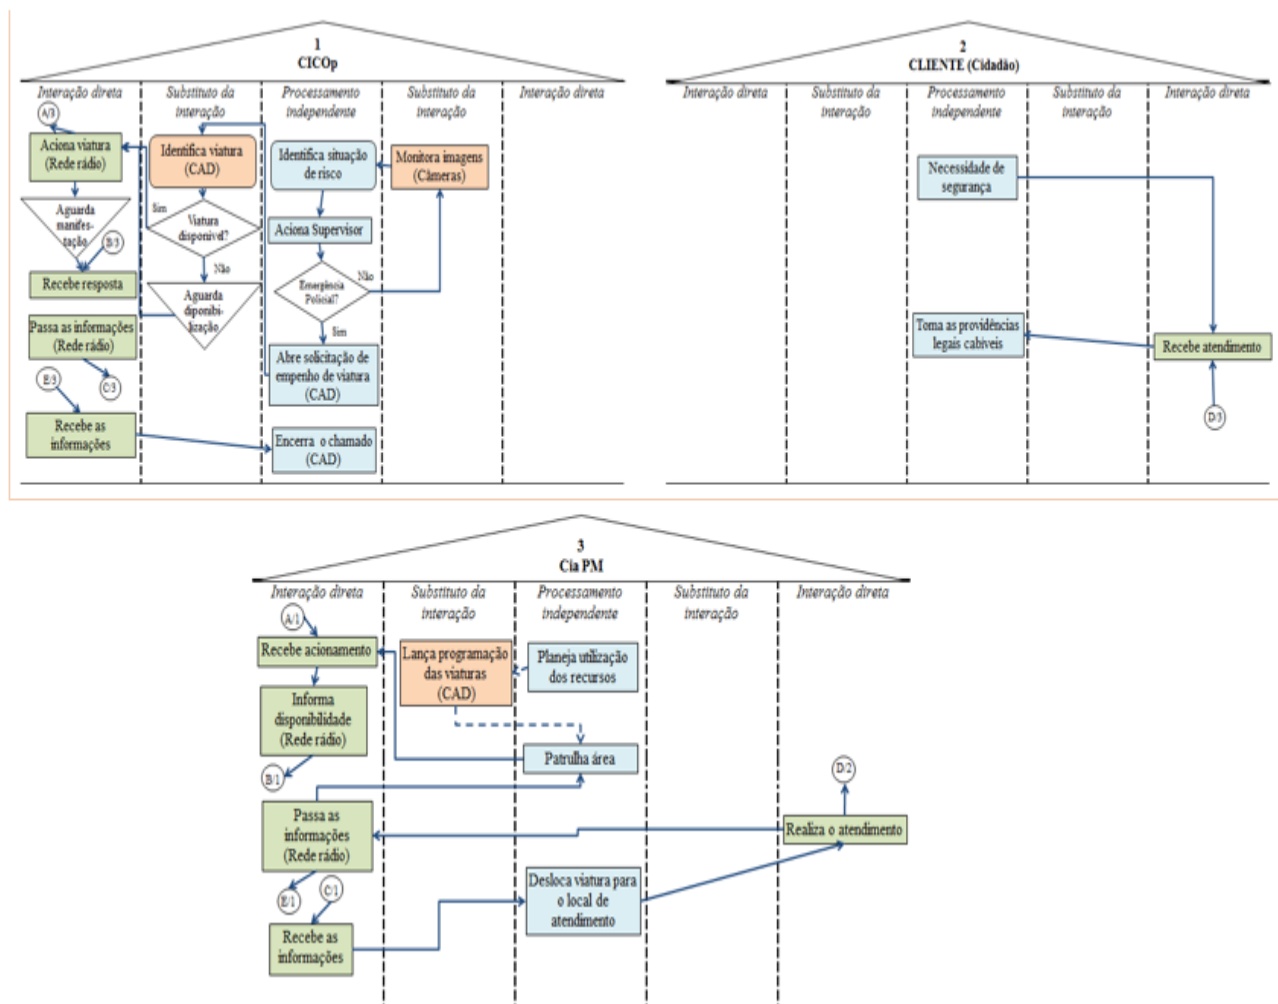 1
CICOp
Interação direta
Substituto da
interação
Processamento
independente
Substituto da
interação
Interação direta
A/3
Aciona viatura
(Rede rádio)
Identifica viatura
(CAD)
Identifica situação
de risco
Monitora imagens
(Câmeras)
Sim
Aguarda
manifes-
tação
B/3
Viatura
disponível?
Aciona Supervisor
Não
Recebe resposta
Aguarda
diponibi-
lização
Emergência
Policial?
Não
Sim
Passa as informações
(Rede rádio)
C/3
Abre solicitação de
empenho de viatura
(CAD)
E/3
Recebe as
informações
Encerra o chamado
(CAD)
2
CLIENTE (Cidadão)
Interação direta
Substituto da
interação
Processamento
independente
Substituto da
interação
Interação direta
Necessidade de
segurança
Toma as providências
legais cabíveis
Recebe atendimento
D/3
3
Cia PM
Interação direta
Substituto da
interação
Processamento
independente
Substituto da
interação
Interação direta
A/1
Recebe acionamento
Lança programação
das viaturas
(CAD)
Planeja utilização
dos recursos
Informa
disponibilidade
(Rede rádio)
B/1
Patrulha área
D/2
Passa as
informações
(Rede rádio)
Realiza o atendimento
E/1
C/1
Desloca viatura para
o local de
atendimento
Recebe as
informações